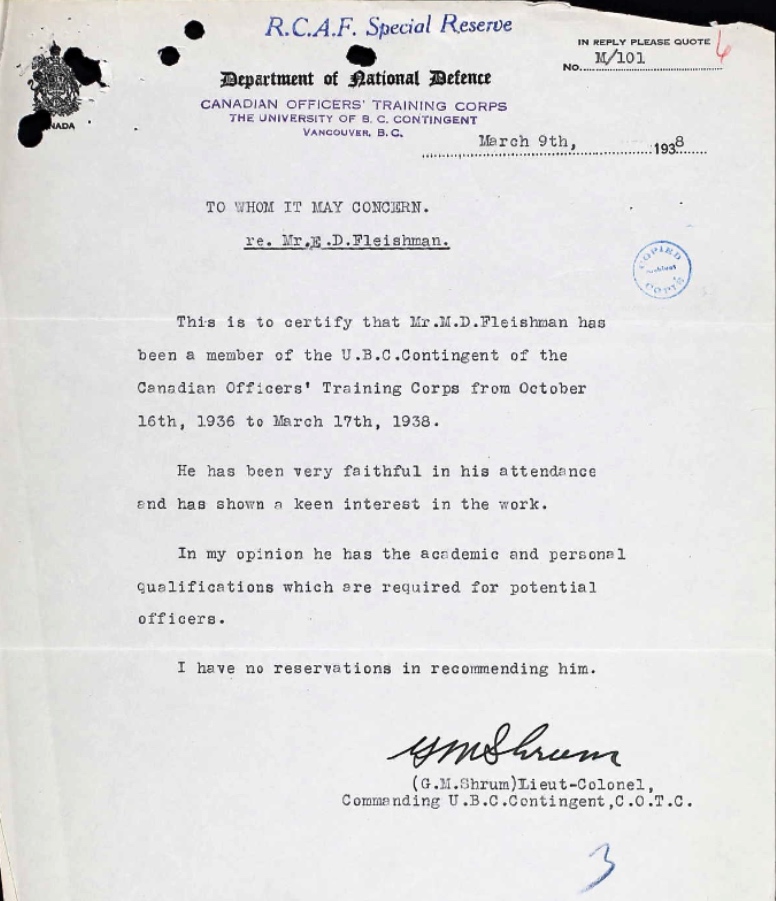 R.C.A.F. Special Reserve
IN REPLY PLEASE QUOTE
No. M/101
6
Department of National Defence
CANADIAN OFFICERS' TRAINING CORPS
THE UNIVERSITY OF B. C. CONTINGENT
VANCOUVER, B. C.
March 9th, 1938
TO WHOM IT MAY CONCERN.
re. Mr.E.D.Fleishman.
COPIED
COPIÉ
This is to certify that Mr.M.D.Fleishman has
been a member of the U.B.C.Contingent of the
Canadian Officers' Training Corps from October
16th, 1936 to March 17th, 1938.
He has been very faithful in his attendance
and has shown a keen interest in the work.
In my opinion he has the academic and personal
qualifications which are required for potential
officers.
I have no reservations in recommending him.
GMShrum
(G.M.Shrum)Lieut-Colonel,
Commanding U.B.C.Contingent,C.O.T.C.
3